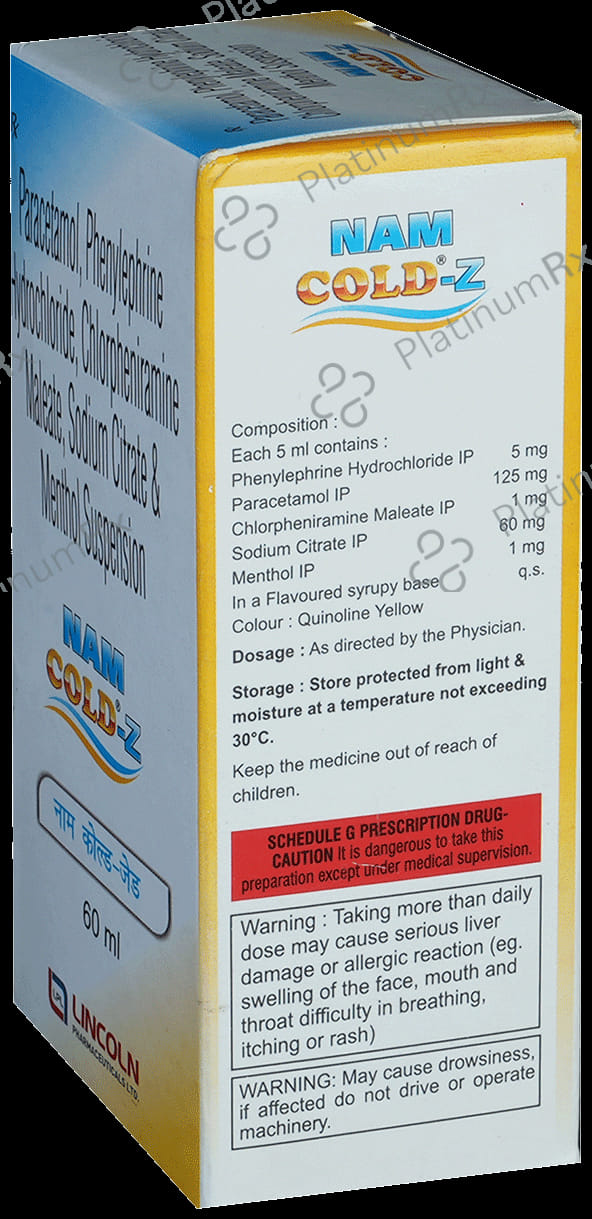 Paracetamol, Phenylephrine
Hydrochloride, Chlorpheniramine
Maleate, Sodium Citrate &
Menthol Suspension
NAM
COLD-Z
नाम कोल्ड-जेड
60 ml
LPL
LINCOLN
PHARMACEUTICALS LTD.
NAM
COLD®-Z
NAM
COLD®-Z
Composition :
Each 5 ml contains :
Phenylephrine Hydrochloride IP 5 mg
Paracetamol IP 125 mg
Chlorpheniramine Maleate IP 1 mg
Sodium Citrate IP 60 mg
Menthol IP 1 mg
In a Flavoured syrupy base q.s.
Colour : Quinoline Yellow
Dosage : As directed by the Physician.
Storage : Store protected from light &
moisture at a temperature not exceeding
30°C.
Keep the medicine out of reach of
children.
SCHEDULE G PRESCRIPTION DRUG-
CAUTION It is dangerous to take this
preparation except under medical supervision.
Warning : Taking more than daily
dose may cause serious liver
damage or allergic reaction (eg.
swelling of the face, mouth and
throat difficulty in breathing,
itching or rash)
WARNING: May cause drowsiness,
if affected do not drive or operate
machinery.
PlatinumRx
PlatinumRx
PlatinumRx